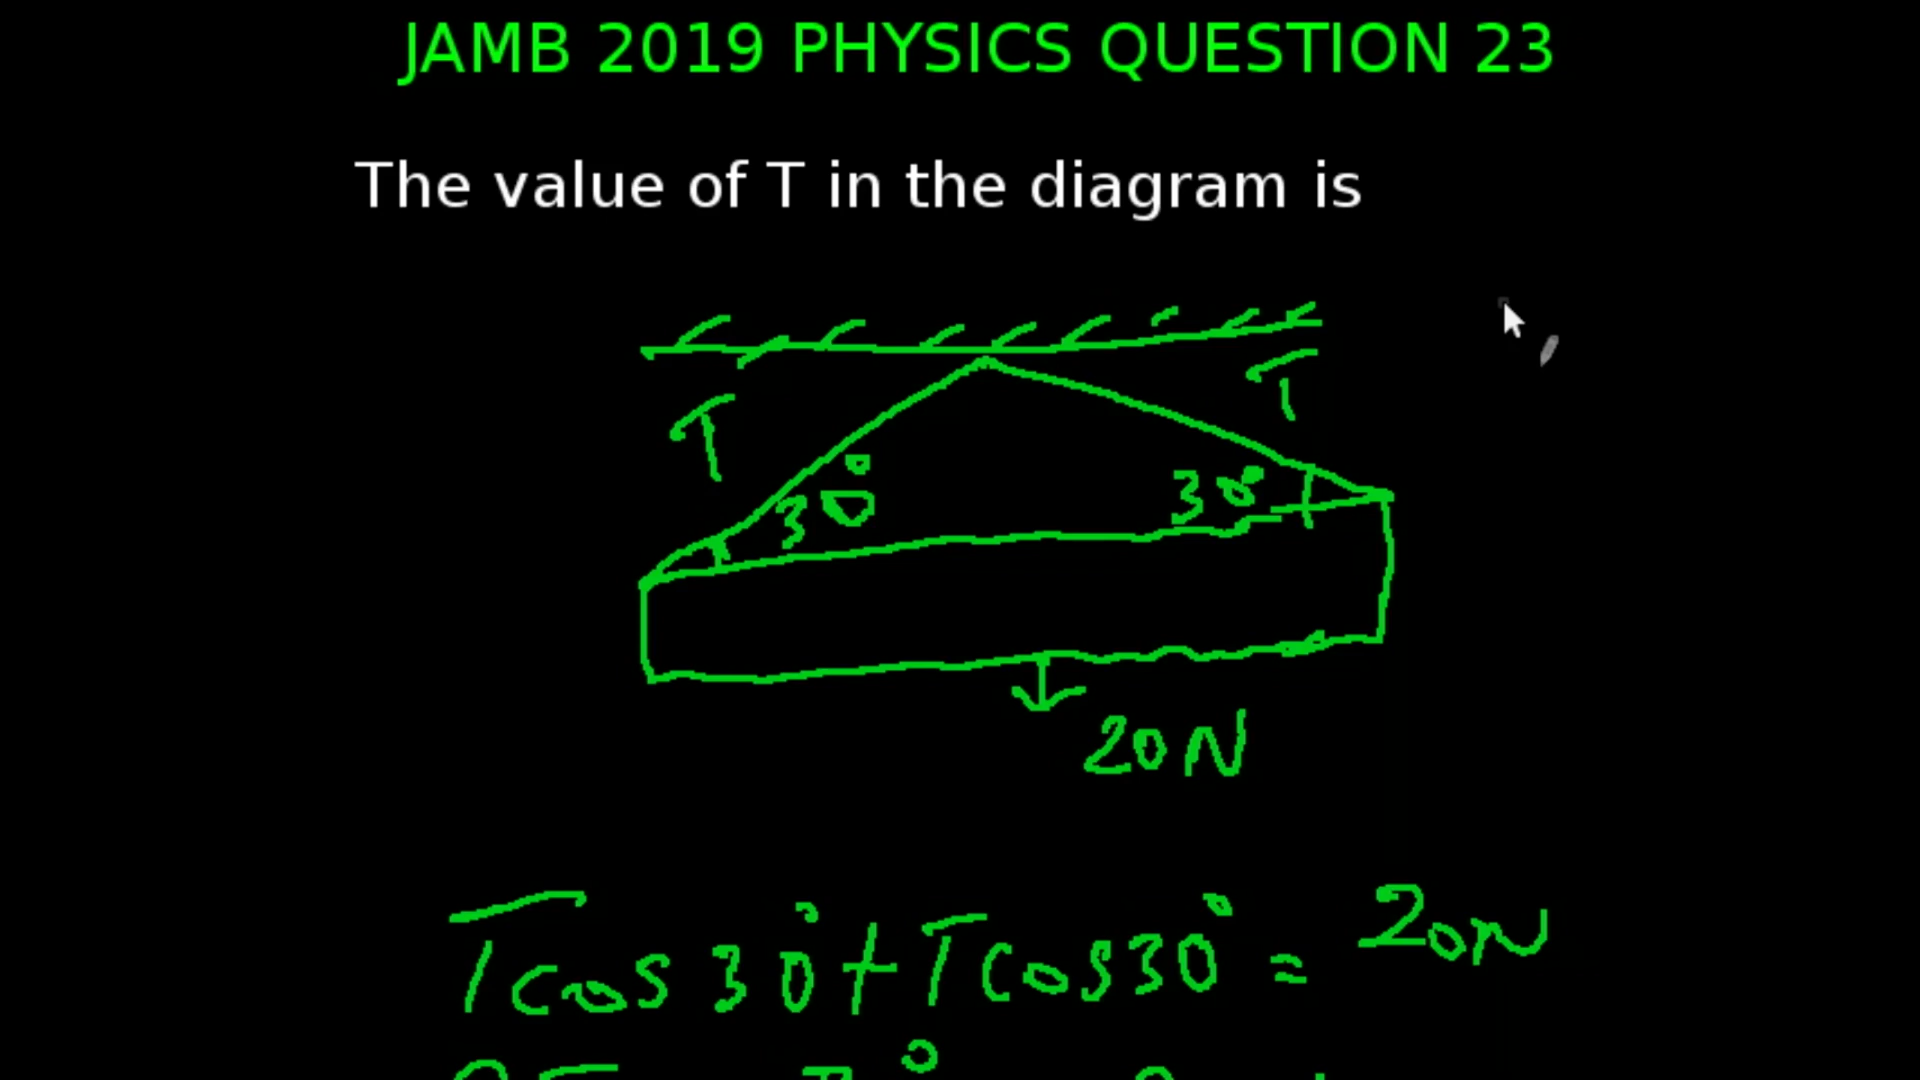 JAMB 2019 PHYSICS QUESTION 23
The value of T in the diagram is
T
T
30°
30°
20N
Tcos30°+Tcos30° = 20N